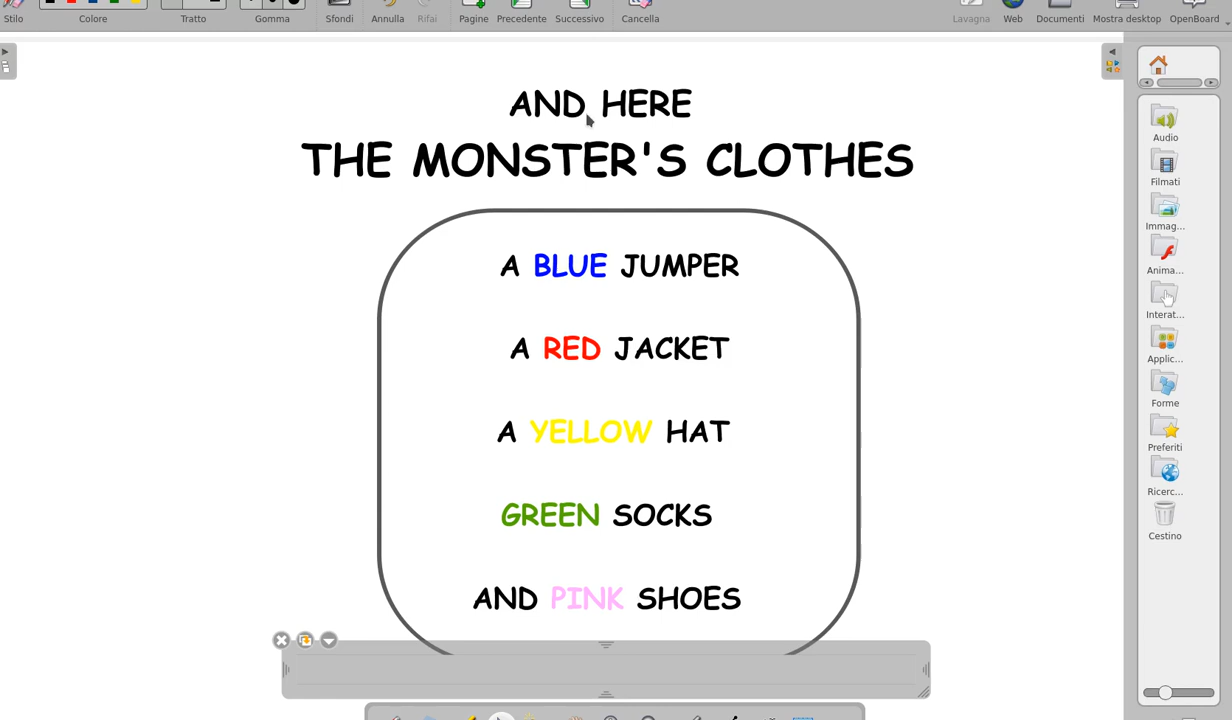 Stilo Colore Tratto Gomma Sfondi Annulla Rifai Pagine Precedente Successivo Cancella Lavagna Web Documenti Mostra desktop OpenBoard
AND HERE
THE MONSTER'S CLOTHES
A BLUE JUMPER
A RED JACKET
A YELLOW HAT
GREEN SOCKS
AND PINK SHOES
Audio
Filmati
Immag...
Anima...
Interat...
Applic...
Forme
Preferiti
Ricerc...
Cestino